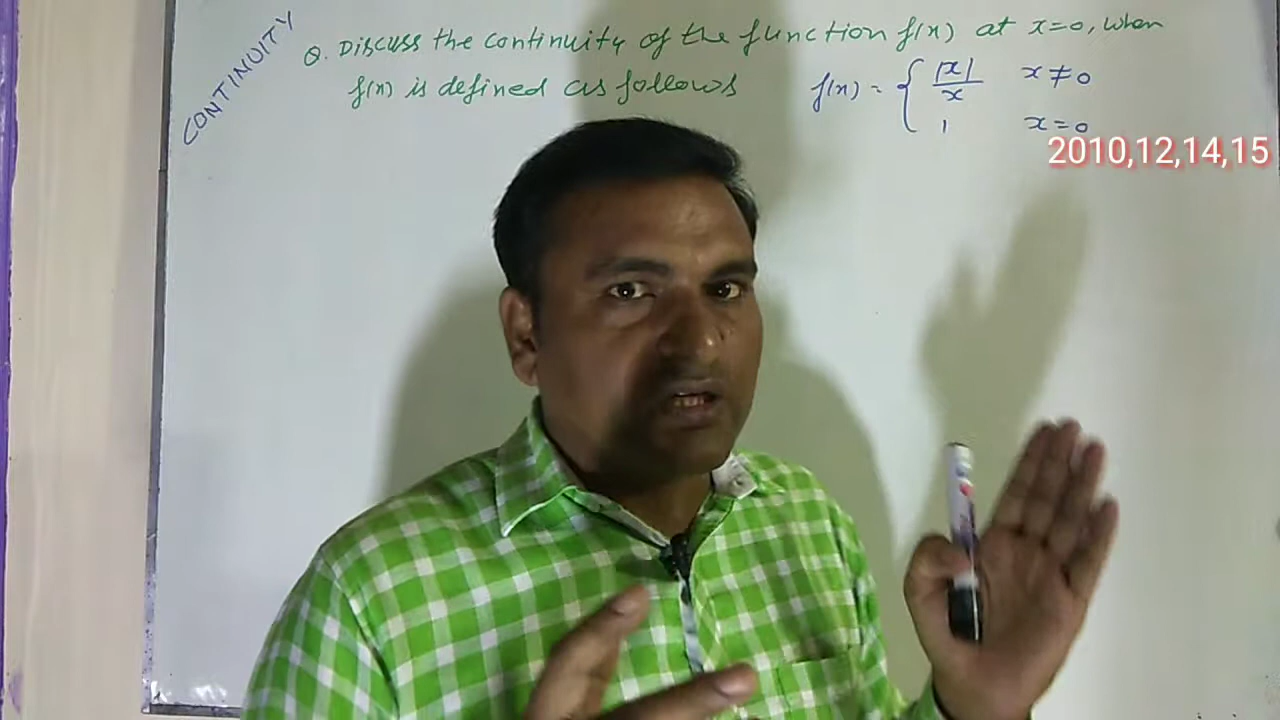 CONTINUITY
Q. Discuss the continuity of the function f(x) at x=0, when
f(x) is defined as follows f(x) = { |x|/x x ≠ 0
1 x=0
2010,12,14,15